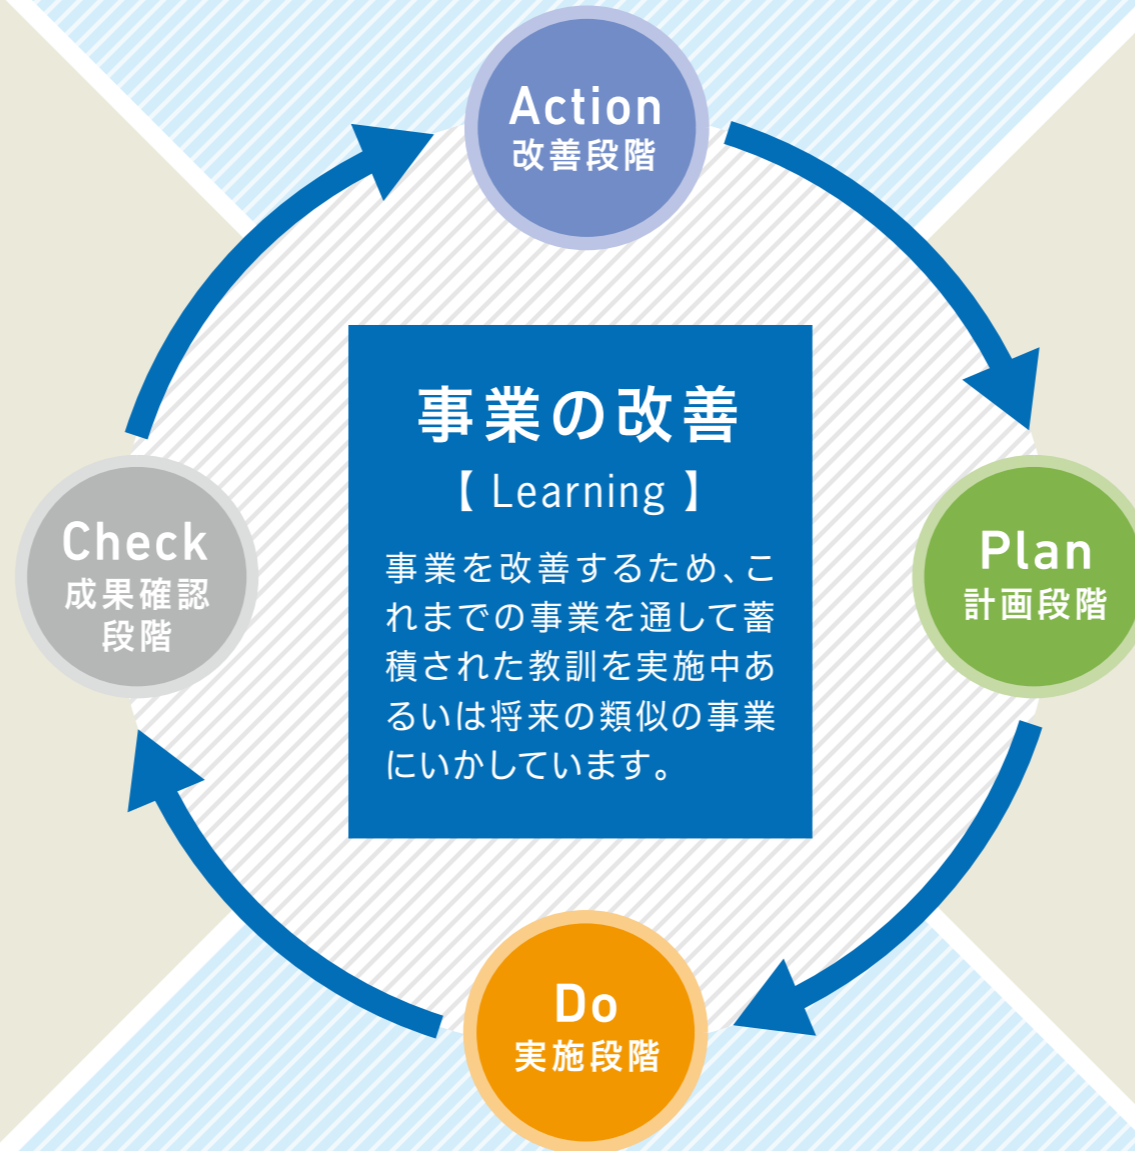 Action
改善段階
事業の改善
【 Learning 】
事業を改善するため、こ
れまでの事業を通して蓄
積された教訓を実施中あ
るいは将来の類似の事業
にいかしています。
Check
成果確認
段階
Plan
計画段階
Do
実施段階